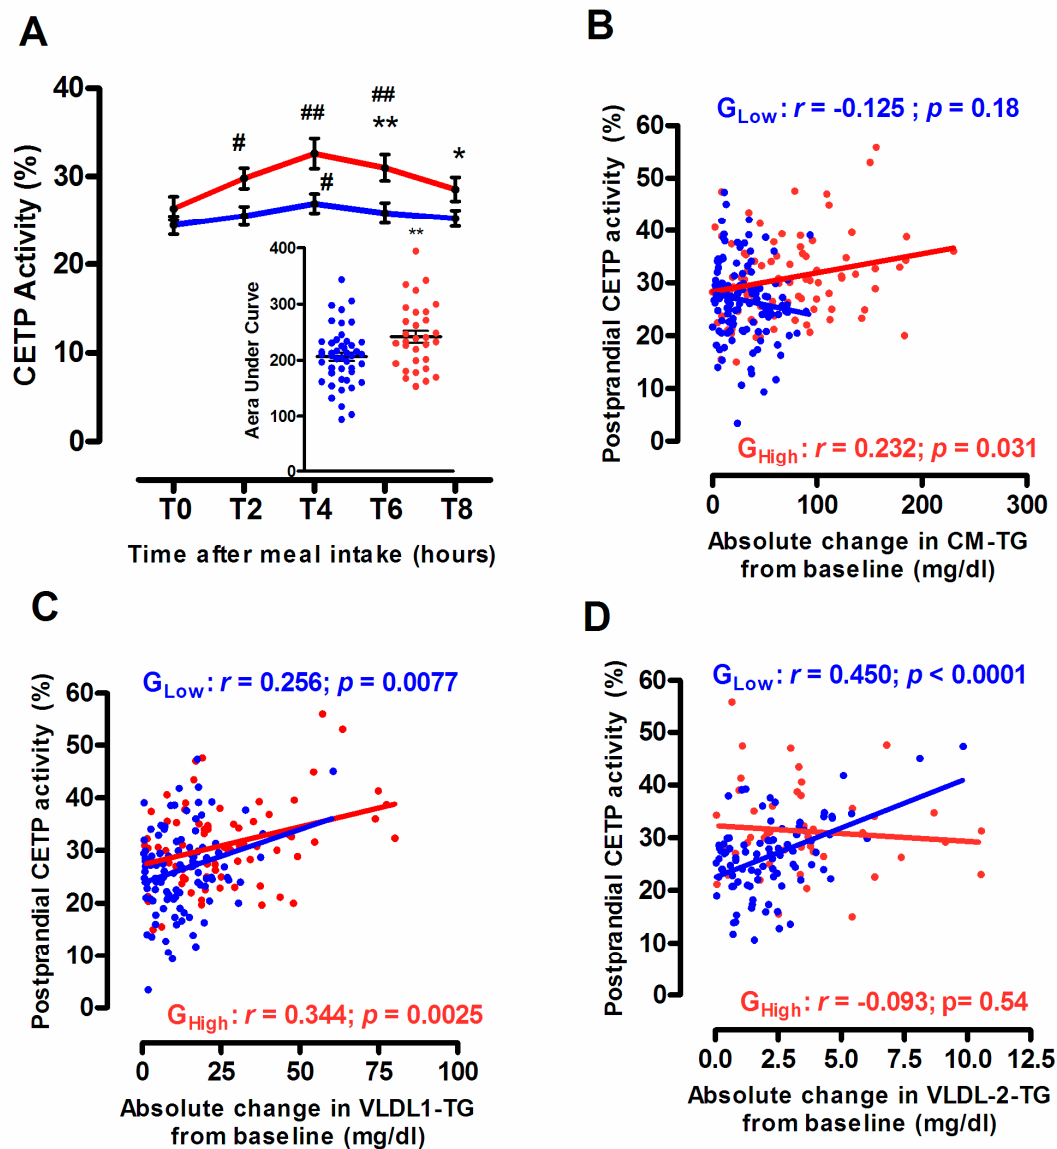 A
CETP Activity (%)
40
30
20
10
0
#
##
##
**
*
#
T0 T2 T4 T6 T8
Time after meal intake (hours)
Aera Under Curve
400
300
200
100
0
**
B
Postprandial CETP activity (%)
GLow: r = -0.125 ; p = 0.18
60
50
40
30
20
10
0
GHigh: r = 0.232; p = 0.031
0 100 200 300
Absolute change in CM-TG
from baseline (mg/dl)
C
Postprandial CETP activity (%)
GLow: r = 0.256; p = 0.0077
60
50
40
30
20
10
0
GHigh: r = 0.344; p = 0.0025
0 25 50 75 100
Absolute change in VLDL1-TG
from baseline (mg/dl)
D
Postprandial CETP activity (%)
GLow: r = 0.450; p < 0.0001
60
50
40
30
20
10
0
GHigh: r = -0.093; p= 0.54
0.0 2.5 5.0 7.5 10.0 12.5
Absolute change in VLDL-2-TG
from baseline (mg/dl)